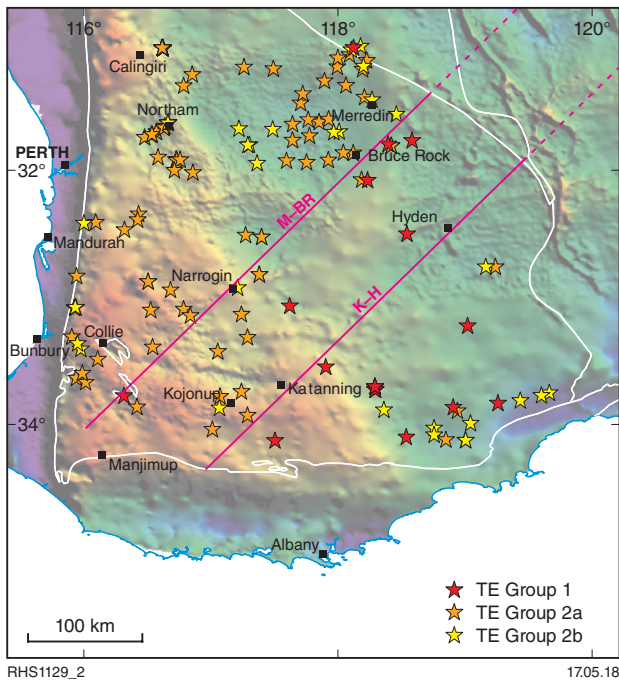 116° 118° 120°
Calingiri
Northam
Merredin
PERTH
Bruce Rock
32°
M–BR
Hyden
Mandurah
K–H
Narrogin
Collie
Bunbury
Kojonup
Katanning
34°
Manjimup
Albany
TE Group 1
TE Group 2a
TE Group 2b
100 km
RHS1129_2 17.05.18